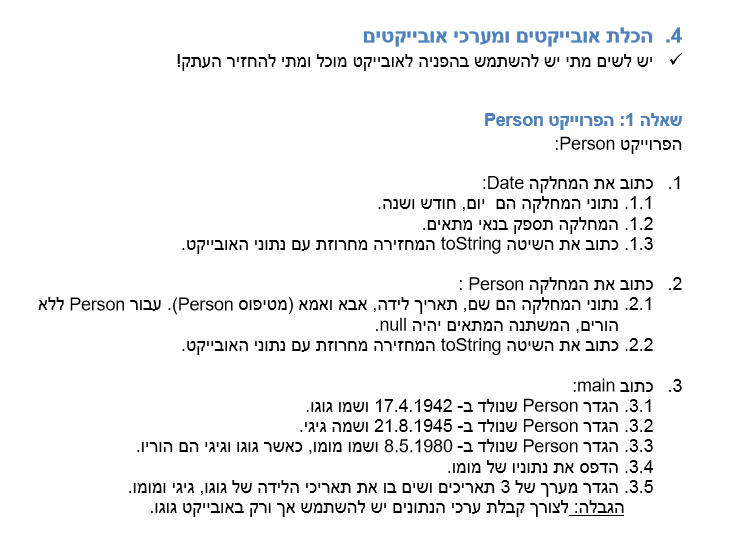 4. הכלת אובייקטים ומערכי אובייקטים
✓ יש לשים מתי יש להשתמש בהפניה לאובייקט מוכל ומתי להחזיר העתק!
שאלה 1: הפרוייקט Person
הפרוייקט Person:
1. כתוב את המחלקה Date:
1.1. נתוני המחלקה הם יום, חודש ושנה.
1.2. המחלקה תספק בנאי מתאים.
1.3. כתוב את השיטה toString המחזירה מחרוזת עם נתוני האובייקט.
2. כתוב את המחלקה Person :
2.1. נתוני המחלקה הם שם, תאריך לידה, אבא ואמא (מטיפוס Person). עבור Person ללא
הורים, המשתנה המתאים יהיה null.
2.2. כתוב את השיטה toString המחזירה מחרוזת עם נתוני האובייקט.
3. כתוב main:
3.1. הגדר Person שנולד ב- 17.4.1942 ושמו גוגו.
3.2. הגדר Person שנולד ב- 21.8.1945 ושמה גיגי.
3.3. הגדר Person שנולד ב- 8.5.1980 ושמו מומו, כאשר גוגו וגיגי הם הוריו.
3.4. הדפס את נתוניו של מומו.
3.5. הגדר מערך של 3 תאריכים ושים בו את תאריכי הלידה של גוגו, גיגי ומומו.
הגבלה: לצורך קבלת ערכי הנתונים יש להשתמש אך ורק באובייקט גוגו.